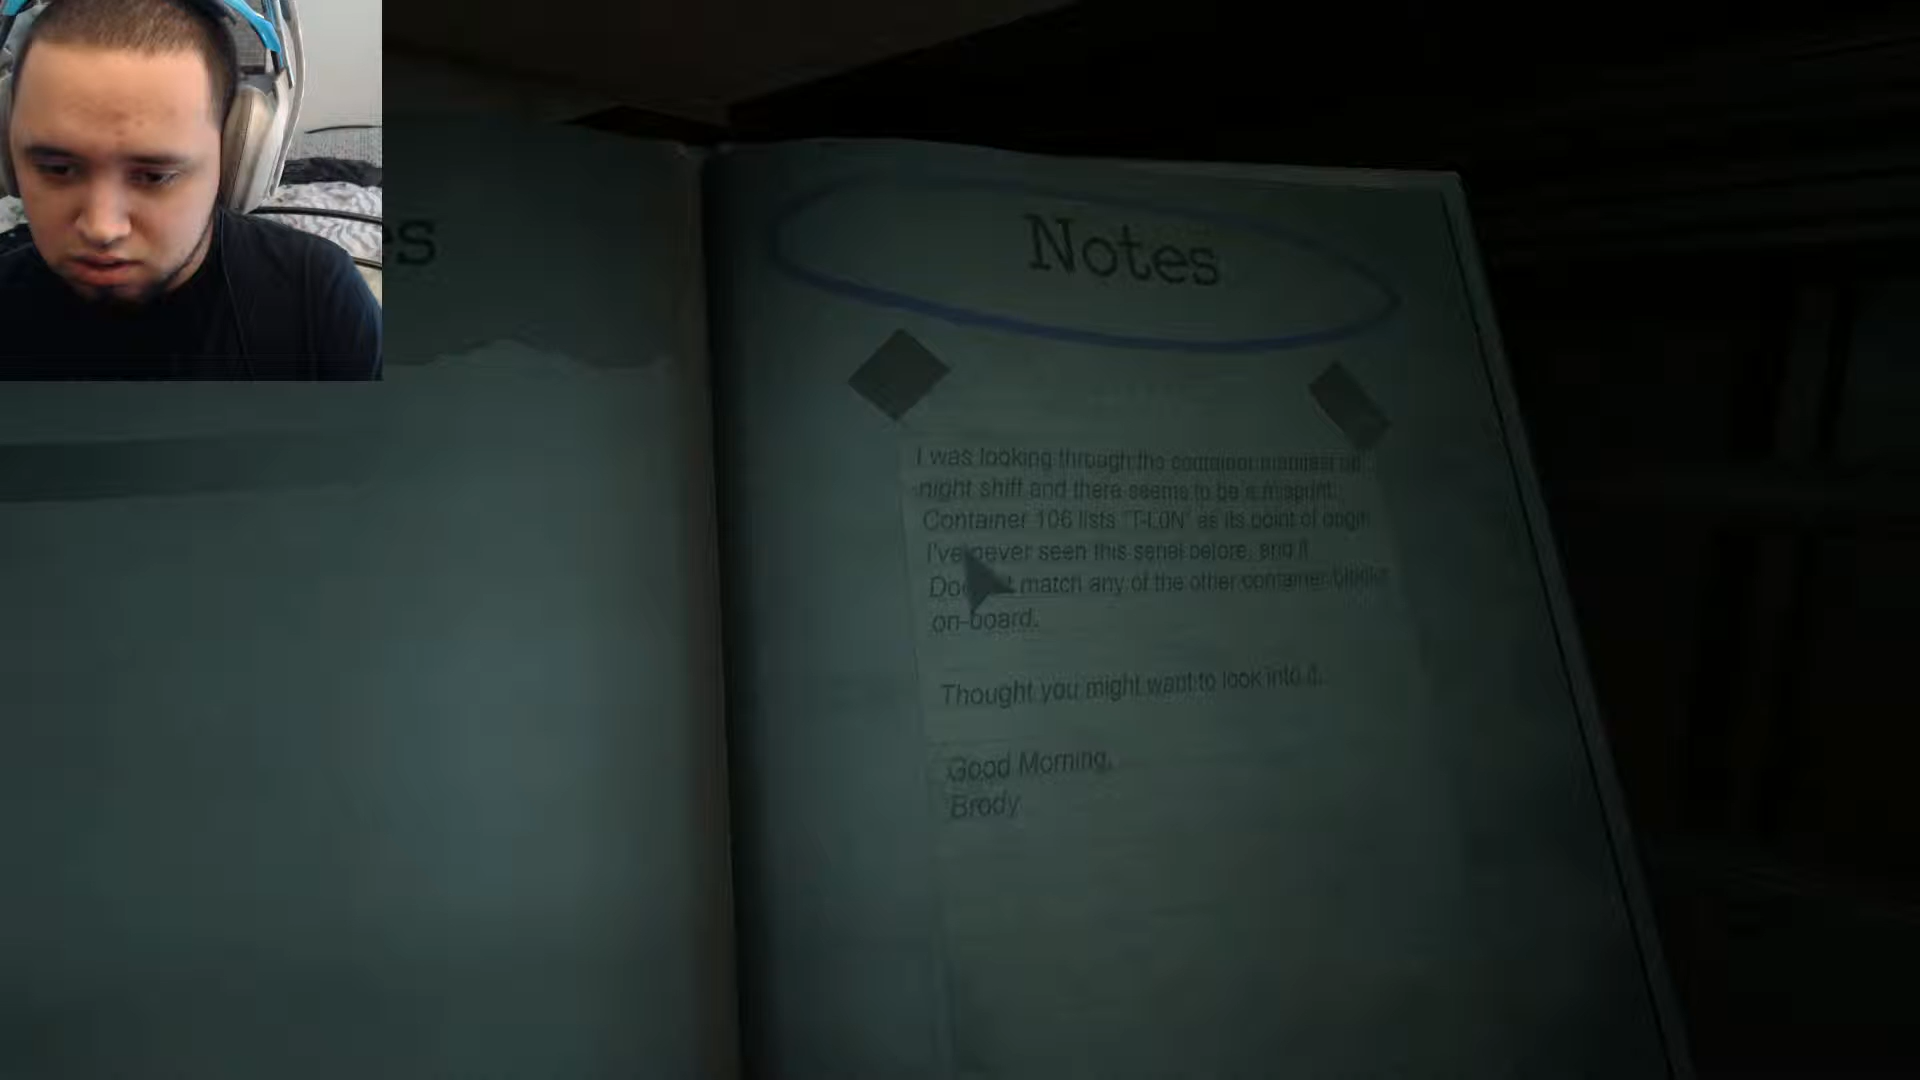 es
Notes
I was looking through the container manifest on
night shift and there seems to be a misprint.
Container 106 lists "T-L0N" as its point of origin
I've never seen this serial before, and it
match any of the other container
on-board.
Thought you might want to look into it.
Good Morning,
Brody